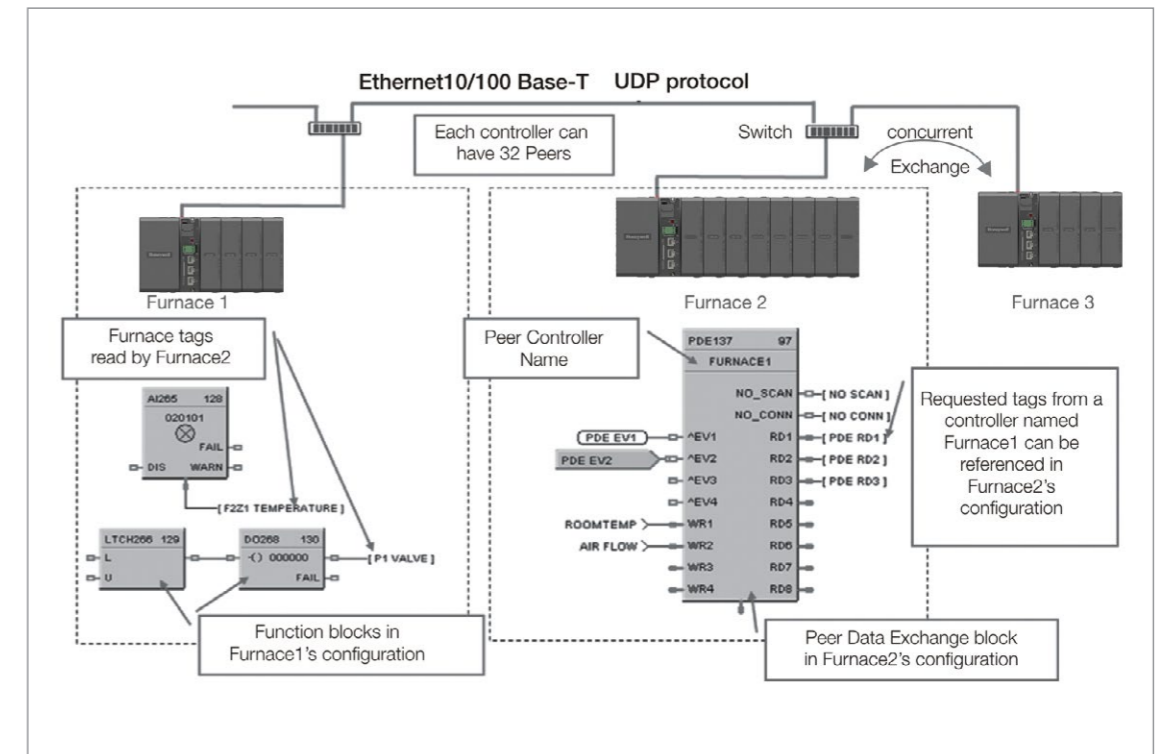 Ethernet10/100 Base-T UDP protocol
Each controller can
have 32 Peers
Switch
concurrent
Exchange
Furnace 1
Furnace 2
Furnace 3
Furnace tags
read by Furnace2
AI265 128
020101
FAIL
DIS WARN
[ F2Z1 TEMPERATURE ]
LTCH266 129
L
U
DO268 130
-() 000000
FAIL
[ P1 VALVE ]
Function blocks in
Furnace1's configuration
Peer Controller
Name
PDE137 97
FURNACE1
NO_SCAN [ NO SCAN ]
NO_CONN [ NO CONN ]
PDE EV1 ^EV1 RD1 [ PDE RD1 ]
PDE EV2 ^EV2 RD2 [ PDE RD2 ]
^EV3 RD3 [ PDE RD3 ]
^EV4 RD4
ROOMTEMP WR1 RD5
AIR FLOW WR2 RD6
WR3 RD7
WR4 RD8
Requested tags from a
controller named
Furnace1 can be
referenced in
Furnace2's
configuration
Peer Data Exchange block
in Furnace2's configuration